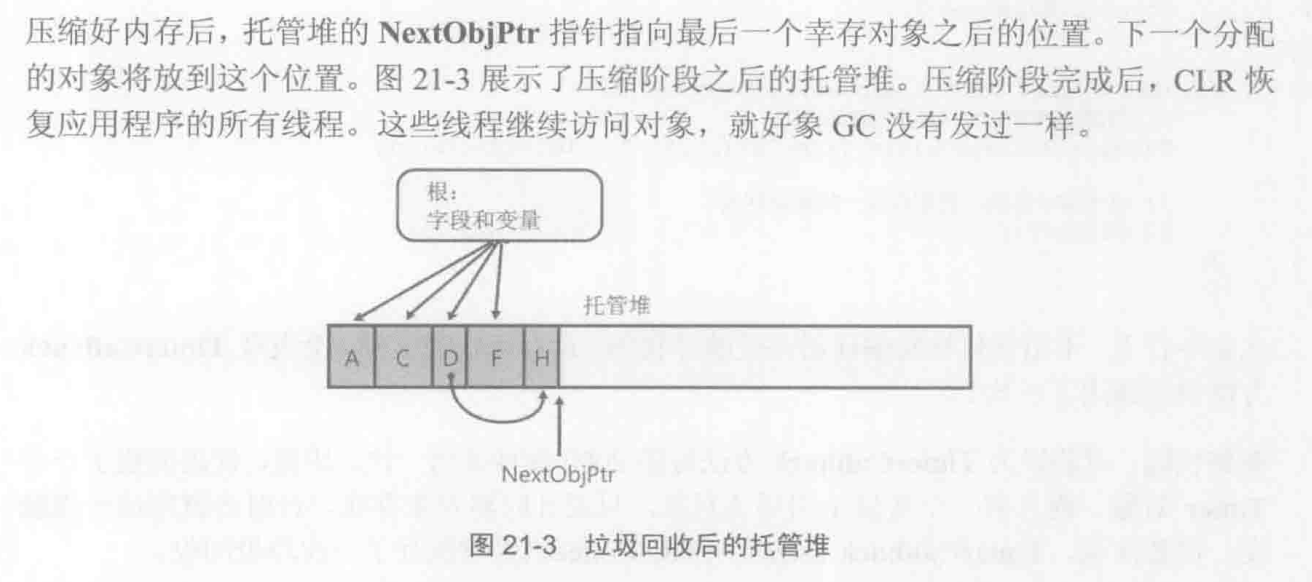 压缩好内存后，托管堆的 NextObjPtr 指针指向最后一个幸存对象之后的位置。下一个分配
的对象将放到这个位置。图 21-3 展示了压缩阶段之后的托管堆。压缩阶段完成后，CLR 恢
复应用程序的所有线程。这些线程继续访问对象，就好象 GC 没有发过一样。
根：
字段和变量
托管堆
A C D F H
NextObjPtr
图 21-3 垃圾回收后的托管堆